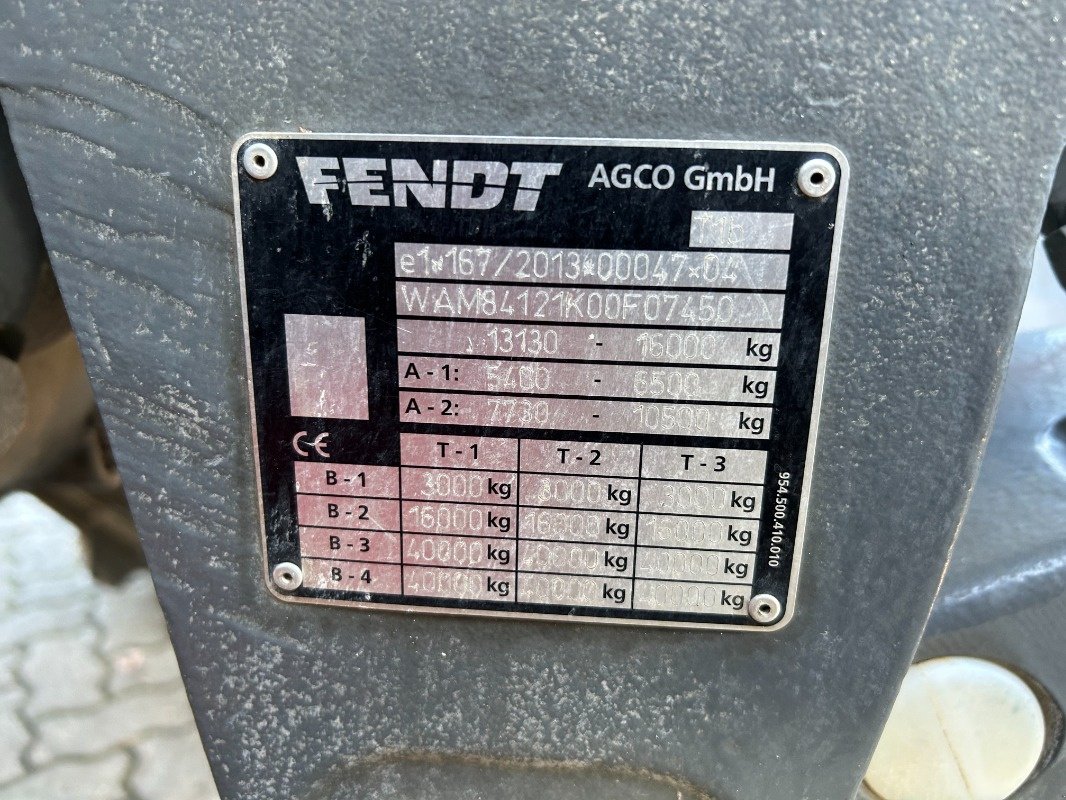 FENDT AGCO GmbH
T1b
e1*167/2013*00047*04
WAM84121K00F07450
13130 - 16000 kg
A - 1: 5400 - 6500 kg
A - 2: 7730 - 10500 kg
CE T - 1 T - 2 T - 3
B - 1 3000 kg 3000 kg 3000 kg
B - 2 16000 kg 16000 kg 16000 kg
B - 3 40000 kg 40000 kg 40000 kg
B - 4 40000 kg 40000 kg 40000 kg
954.500.410.010